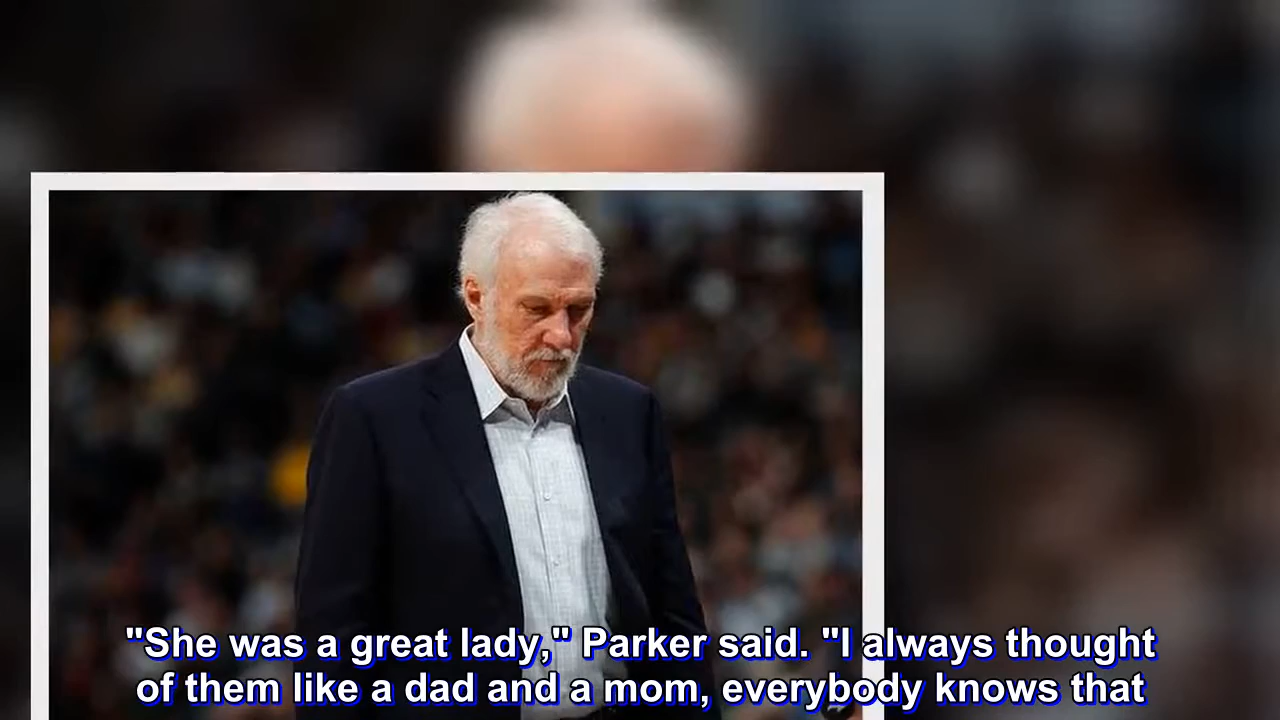 "She was a great lady," Parker said. "I always thought
of them like a dad and a mom, everybody knows that